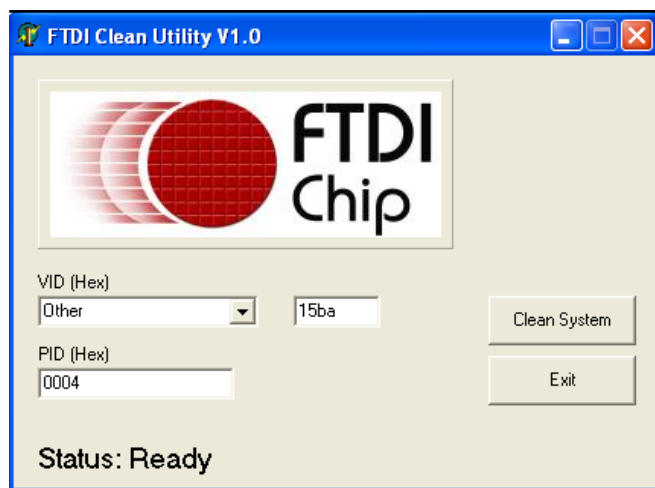 FTDI Clean Utility V1.0
FTDI
Chip
VID (Hex)
Other 15ba
Clean System
PID (Hex)
0004
Exit
Status: Ready